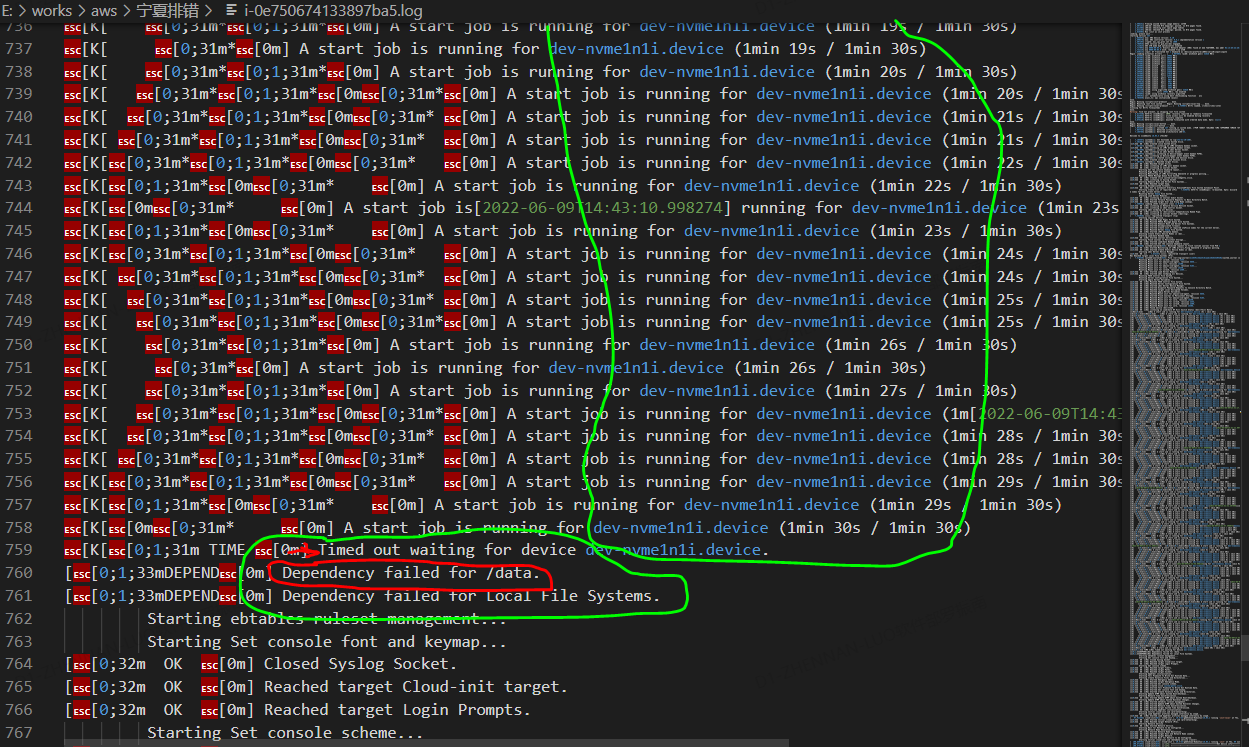 E: > works > aws > 宁夏排错 > i-0e750674133897ba5.log
736 ESC[K[ ESC[0;31m*ESC[0m] A start job is running for dev-nvme1n1i.device (1min 19s / 1min 30s)
737 ESC[K[ ESC[0;31m*ESC[0m] A start job is running for dev-nvme1n1i.device (1min 19s / 1min 30s)
738 ESC[K[ ESC[0;31m*ESC[0;1;31m*ESC[0m] A start job is running for dev-nvme1n1i.device (1min 20s / 1min 30s)
739 ESC[K[ ESC[0;31m*ESC[0;1;31m*ESC[0mESC[0;31m*ESC[0m] A start job is running for dev-nvme1n1i.device (1min 20s / 1min 30s
740 ESC[K[ ESC[0;31m*ESC[0;1;31m*ESC[0mESC[0;31m* ESC[0m] A start job is running for dev-nvme1n1i.device (1min 21s / 1min 30s
741 ESC[K[ ESC[0;31m*ESC[0;1;31m*ESC[0mESC[0;31m* ESC[0m] A start job is running for dev-nvme1n1i.device (1min 21s / 1min 30s
742 ESC[K[ESC[0;31m*ESC[0;1;31m*ESC[0mESC[0;31m* ESC[0m] A start job is running for dev-nvme1n1i.device (1min 22s / 1min 30s
743 ESC[K[ESC[0;1;31m*ESC[0mESC[0;31m* ESC[0m] A start job is running for dev-nvme1n1i.device (1min 22s / 1min 30s)
744 ESC[K[ESC[0mESC[0;31m* ESC[0m] A start job is[2022-06-09T14:43:10.998274] running for dev-nvme1n1i.device (1min 23s
745 ESC[K[ESC[0;1;31m*ESC[0mESC[0;31m* ESC[0m] A start job is running for dev-nvme1n1i.device (1min 23s / 1min 30s)
746 ESC[K[ESC[0;31m*ESC[0;1;31m*ESC[0mESC[0;31m* ESC[0m] A start job is running for dev-nvme1n1i.device (1min 24s / 1min 30s
747 ESC[K[ ESC[0;31m*ESC[0;1;31m*ESC[0mESC[0;31m* ESC[0m] A start job is running for dev-nvme1n1i.device (1min 24s / 1min 30s
748 ESC[K[ ESC[0;31m*ESC[0;1;31m*ESC[0mESC[0;31m* ESC[0m] A start job is running for dev-nvme1n1i.device (1min 25s / 1min 30s
749 ESC[K[ ESC[0;31m*ESC[0;1;31m*ESC[0mESC[0;31m*ESC[0m] A start job is running for dev-nvme1n1i.device (1min 25s / 1min 30s
750 ESC[K[ ESC[0;31m*ESC[0;1;31m*ESC[0m] A start job is running for dev-nvme1n1i.device (1min 26s / 1min 30s)
751 ESC[K[ ESC[0;31m*ESC[0m] A start job is running for dev-nvme1n1i.device (1min 26s / 1min 30s)
752 ESC[K[ ESC[0;31m*ESC[0;1;31m*ESC[0m] A start job is running for dev-nvme1n1i.device (1min 27s / 1min 30s)
753 ESC[K[ ESC[0;31m*ESC[0;1;31m*ESC[0mESC[0;31m*ESC[0m] A start job is running for dev-nvme1n1i.device (1m[2022-06-09T14:43
754 ESC[K[ ESC[0;31m*ESC[0;1;31m*ESC[0mESC[0;31m* ESC[0m] A start job is running for dev-nvme1n1i.device (1min 28s / 1min 30s
755 ESC[K[ ESC[0;31m*ESC[0;1;31m*ESC[0mESC[0;31m* ESC[0m] A start job is running for dev-nvme1n1i.device (1min 28s / 1min 30s
756 ESC[K[ESC[0;31m*ESC[0;1;31m*ESC[0mESC[0;31m* ESC[0m] A start job is running for dev-nvme1n1i.device (1min 29s / 1min 30s
757 ESC[K[ESC[0;1;31m*ESC[0mESC[0;31m* ESC[0m] A start job is running for dev-nvme1n1i.device (1min 29s / 1min 30s)
758 ESC[K[ESC[0mESC[0;31m* ESC[0m] A start job is running for dev-nvme1n1i.device (1min 30s / 1min 30s)
759 ESC[K[ESC[0;1;31m TIME ESC[0m] Timed out waiting for device dev-nvme1n1i.device.
760 [ESC[0;1;33mDEPENDESC[0m] Dependency failed for /data.
761 [ESC[0;1;33mDEPENDESC[0m] Dependency failed for Local File Systems.
762 Starting ebtables ruleset management...
763 Starting Set console font and keymap...
764 [ESC[0;32m OK ESC[0m] Closed Syslog Socket.
765 [ESC[0;32m OK ESC[0m] Reached target Cloud-init target.
766 [ESC[0;32m OK ESC[0m] Reached target Login Prompts.
767 Starting Set console scheme...